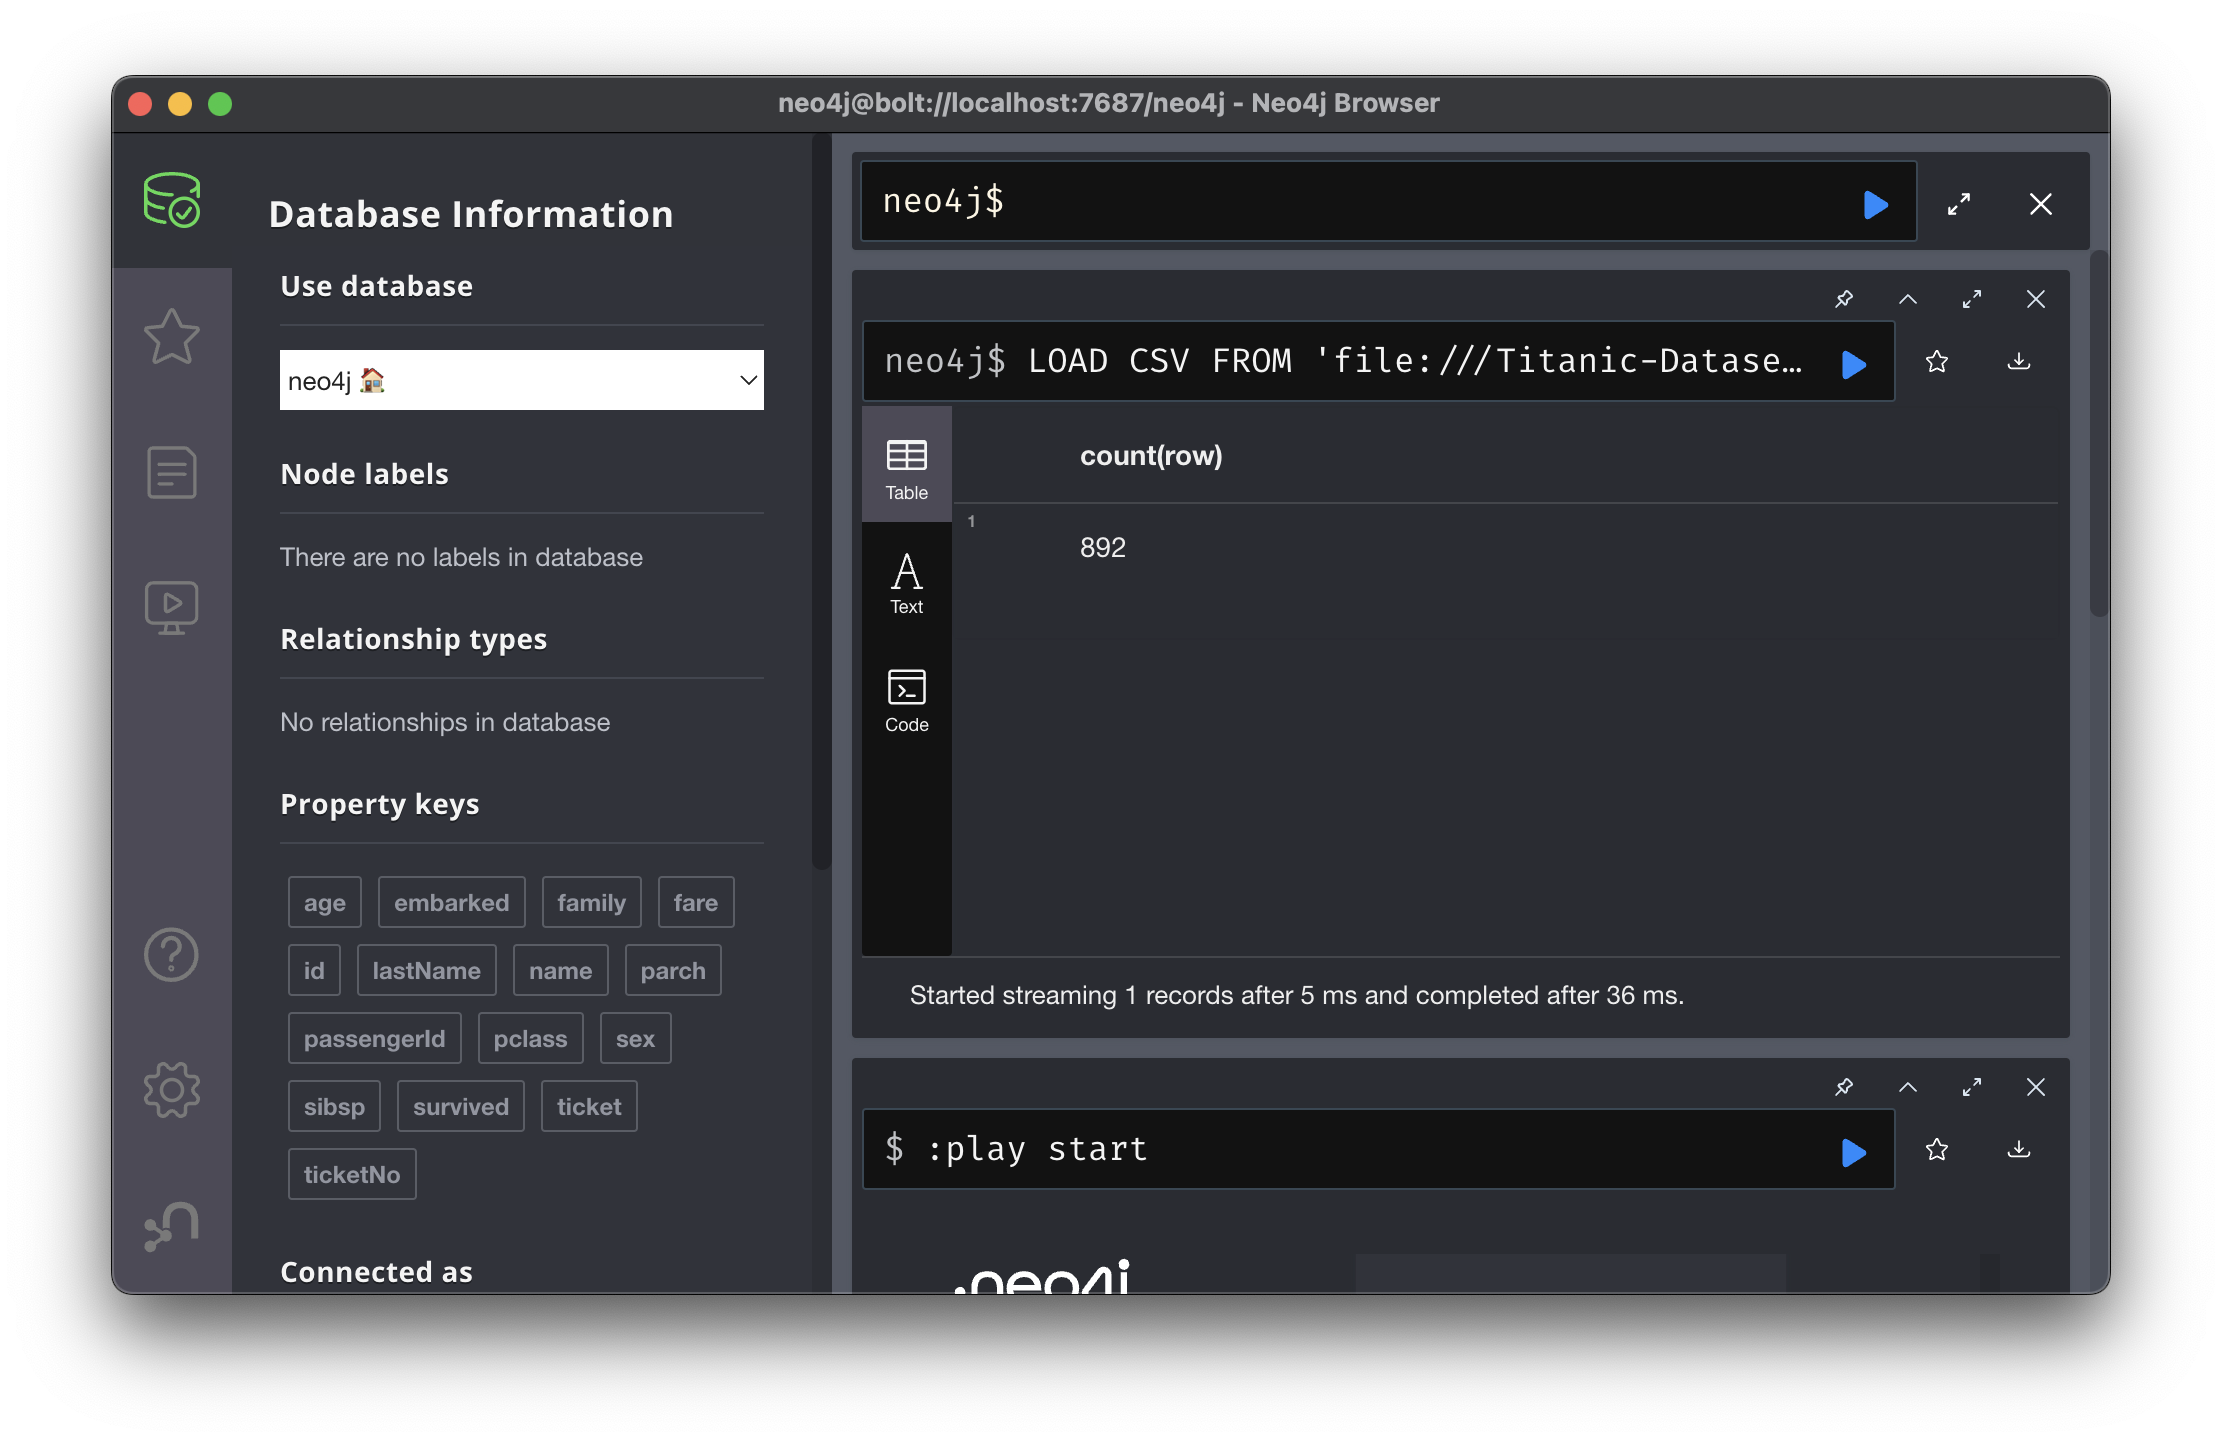 neo4j@bolt://localhost:7687/neo4j - Neo4j Browser
Database Information
Use database
neo4j 🏠
Node labels
There are no labels in database
Relationship types
No relationships in database
Property keys
age embarked family fare
id lastName name parch
passengerId pclass sex
sibsp survived ticket
ticketNo
Connected as
neo4j$
neo4j$ LOAD CSV FROM 'file:///Titanic-Datase…
Table
Text
Code
count(row)
1
892
Started streaming 1 records after 5 ms and completed after 36 ms.
$ :play start
neo4j